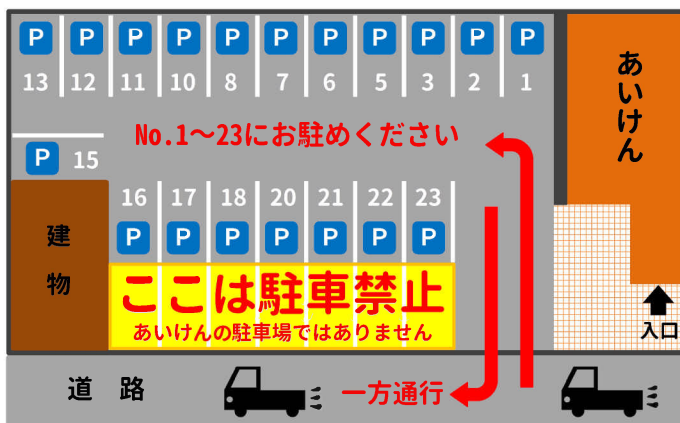 P P P P P P P P P P P
13 12 11 10 8 7 6 5 3 2 1
あいけん
No.1～23にお駐めください
P 15
16 17 18 20 21 22 23
P P P P P P P
建物
ここは駐車禁止
あいけんの駐車場ではありません
入口
道 路
一方通行